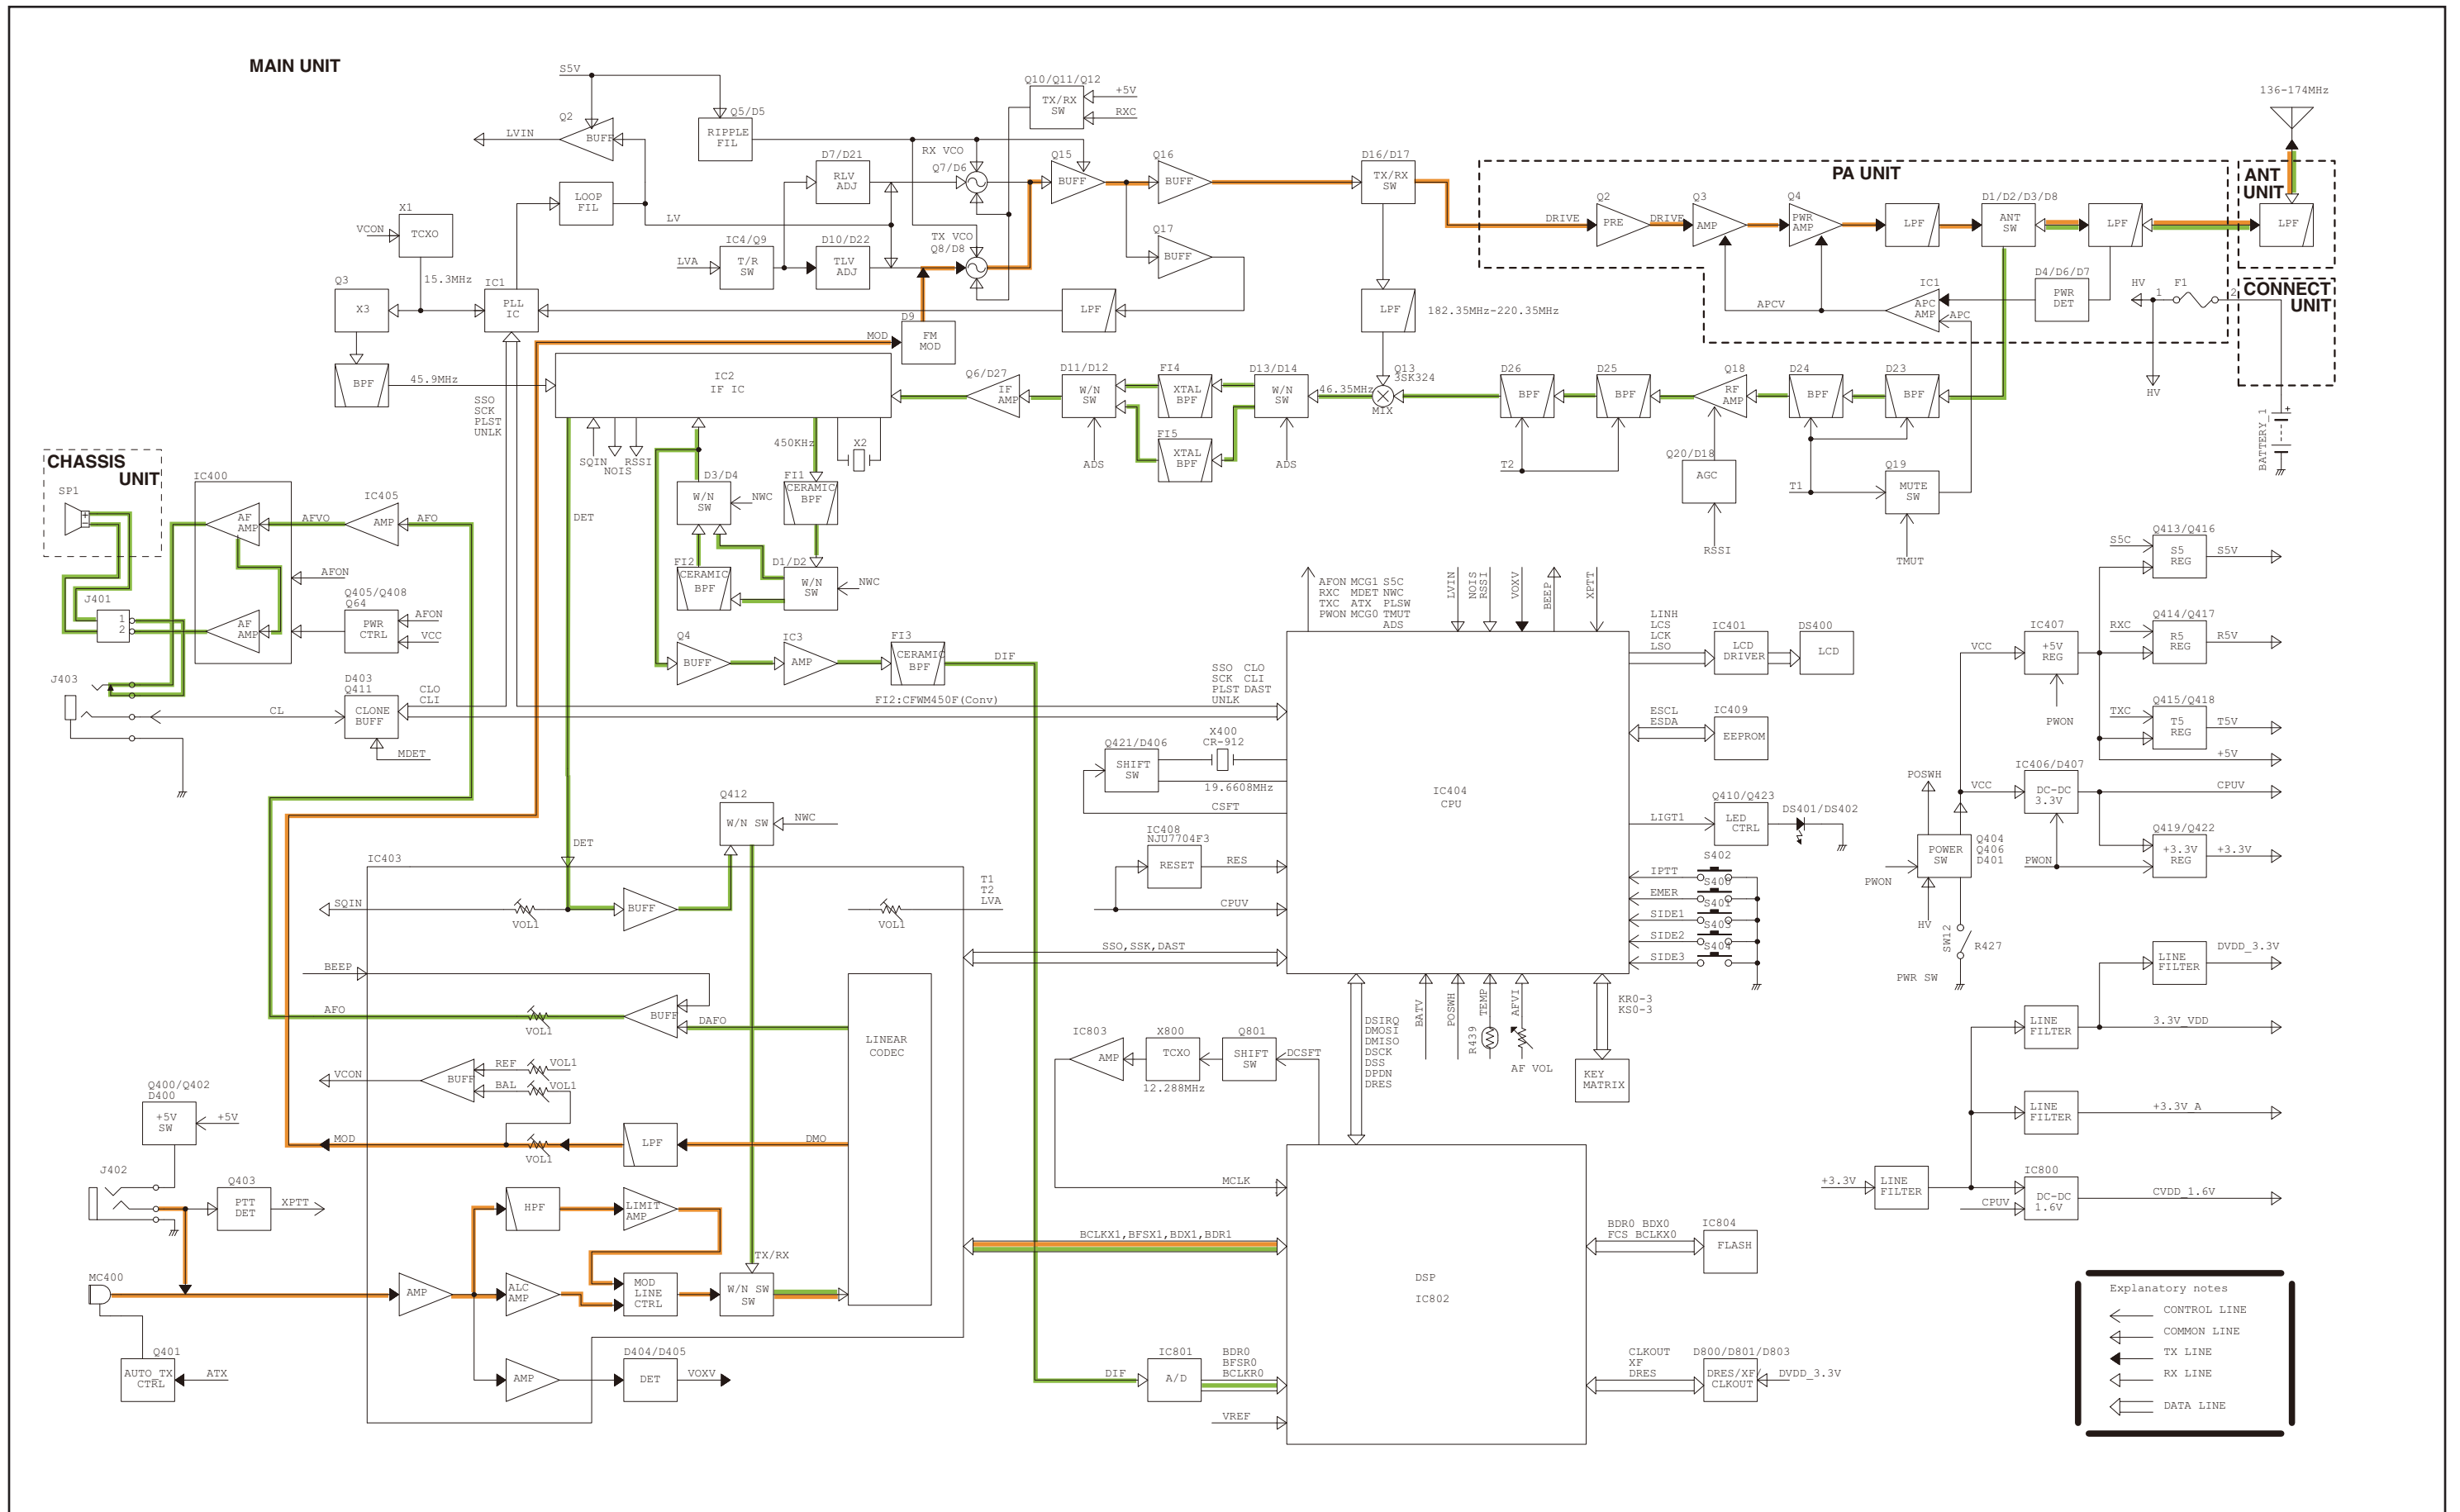 MAIN UNIT
S5V
Q2
BUFF
LVIN
Q5/D5
RIPPLE
FIL
Q10/Q11/Q12
TX/RX
SW
+5V
RXC
136-174MHz
D7/D21
RLV
ADJ
RX VCO
Q7/D6
Q15
BUFF
Q16
BUFF
D16/D17
TX/RX
SW
PA UNIT
ANT
UNIT
LPF
LOOP
FIL
X1
TCXO
VCON
LV
IC4/Q9
T/R
SW
LVA
D10/D22
TLV
ADJ
TX VCO
Q8/D8
Q17
BUFF
DRIVE
Q2
PRE
DRIVE
Q3
AMP
Q4
PWR
AMP
LPF
D1/D2/D3/D8
ANT
SW
LPF
Q3
X3
15.3MHz
IC1
PLL
IC
LPF
D9
FM
MOD
MOD
LPF
182.35MHz-220.35MHz
APCV
IC1
APC
AMP
APC
D4/D6/D7
PWR
DET
HV
1
F1
2
CONNECT
UNIT
HV
BATTERY_1
+
BPF
45.9MHz
IC2
IF IC
SSO
SCK
PLST
UNLK
Q6/D27
IF
AMP
D11/D12
W/N
SW
ADS
FI4
XTAL
BPF
FI5
XTAL
BPF
D13/D14
W/N
SW
ADS
46.35MHz
Q13
3SK324
MIX
D26
BPF
D25
BPF
T2
Q18
RF
AMP
D24
BPF
D23
BPF
Q20/D18
AGC
RSSI
T1
Q19
MUTE
SW
TMUT
SQIN
NOIS
RSSI
450KHz
X2
D3/D4
W/N
SW
NWC
FI1
CERAMIC
BPF
DET
FI2
CERAMIC
BPF
D1/D2
W/N
SW
NWC
CHASSIS
UNIT
SP1
+
-
IC400
AF
AMP
AFVO
IC405
AMP
AFO
AFON
J401
1
2
AF
AMP
Q405/Q408
Q64
PWR
CTRL
AFON
VCC
Q4
BUFF
IC3
AMP
FI3
CERAMIC
BPF
DIF
J403
CL
D403
Q411
CLONE
BUFF
CLO
CLI
MDET
FI2:CFWM450F(Conv)
SSO CLO
SCK CLI
PLST DAST
UNLK
AFON MCG1 S5C
RXC MDET NWC
TXC ATX PLSW
PWON MCG0 TMUT
ADS
LVIN
NOIS
RSSI
VOXV
BEEP
XPTT
IC404
CPU
LINH
LCS
LCK
LSO
IC401
LCD
DRIVER
DS400
LCD
ESCL
ESDA
IC409
EEPROM
Q421/D406
SHIFT
SW
X400
CR-912
19.6608MHz
CSFT
LIGT1
Q410/Q423
LED
CTRL
DS401/DS402
IC408
NJU7704F3
RESET
RES
CPUV
IPTT
EMER
SIDE1
SIDE2
SIDE3
S402
S400
S401
S403
S404
S5C
Q413/Q416
S5
REG
S5V
VCC
IC407
+5V
REG
PWON
RXC
Q414/Q417
R5
REG
R5V
TXC
Q415/Q418
T5
REG
T5V
+5V
POSWH
VCC
IC406/D407
DC-DC
3.3V
CPUV
Q404
Q406
D401
POWER
SW
PWON
PWON
Q419/Q422
+3.3V
REG
+3.3V
HV
SW12
R427
PWR SW
LINE
FILTER
DVDD_3.3V
LINE
FILTER
3.3V_VDD
LINE
FILTER
+3.3V A
+3.3V
LINE
FILTER
CPUV
IC800
DC-DC
1.6V
CVDD_1.6V
Q412
W/N SW
NWC
IC403
DET
SQIN
VOL1
BUFF
VOL1
T1
T2
LVA
SSO,SSK,DAST
BEEP
AFO
VOL1
BUFF
DAFO
LINEAR
CODEC
VCON
BUFF
REF
BAL
VOL1
VOL1
MOD
VOL1
LPF
DMO
Q400/Q402
D400
+5V
SW
+5V
J402
Q403
PTT
DET
XPTT
HPF
LIMIT
AMP
TX/RX
MC400
AMP
ALC
AMP
MOD
LINE
CTRL
W/N SW
SW
Q401
AUTO TX
CTRL
ATX
AMP
D404/D405
DET
VOXV
DSIRQ
DMOSI
DMISO
DSCK
DSS
DPDN
DRES
BATV
POSWH
TEMP
R439
AFVI
AF VOL
KR0-3
KS0-3
KEY
MATRIX
IC803
AMP
X800
TCXO
12.288MHz
Q801
SHIFT
SW
DCSFT
MCLK
BCLKX1,BFSX1,BDX1,BDR1
DSP
IC802
BDR0 BDX0
FCS BCLKX0
IC804
FLASH
DIF
IC801
A/D
BDR0
BFSR0
BCLKR0
VREF
CLKOUT
XF
DRES
D800/D801/D803
DRES/XF
CLKOUT
DVDD_3.3V
Explanatory notes
CONTROL LINE
COMMON LINE
TX LINE
RX LINE
DATA LINE